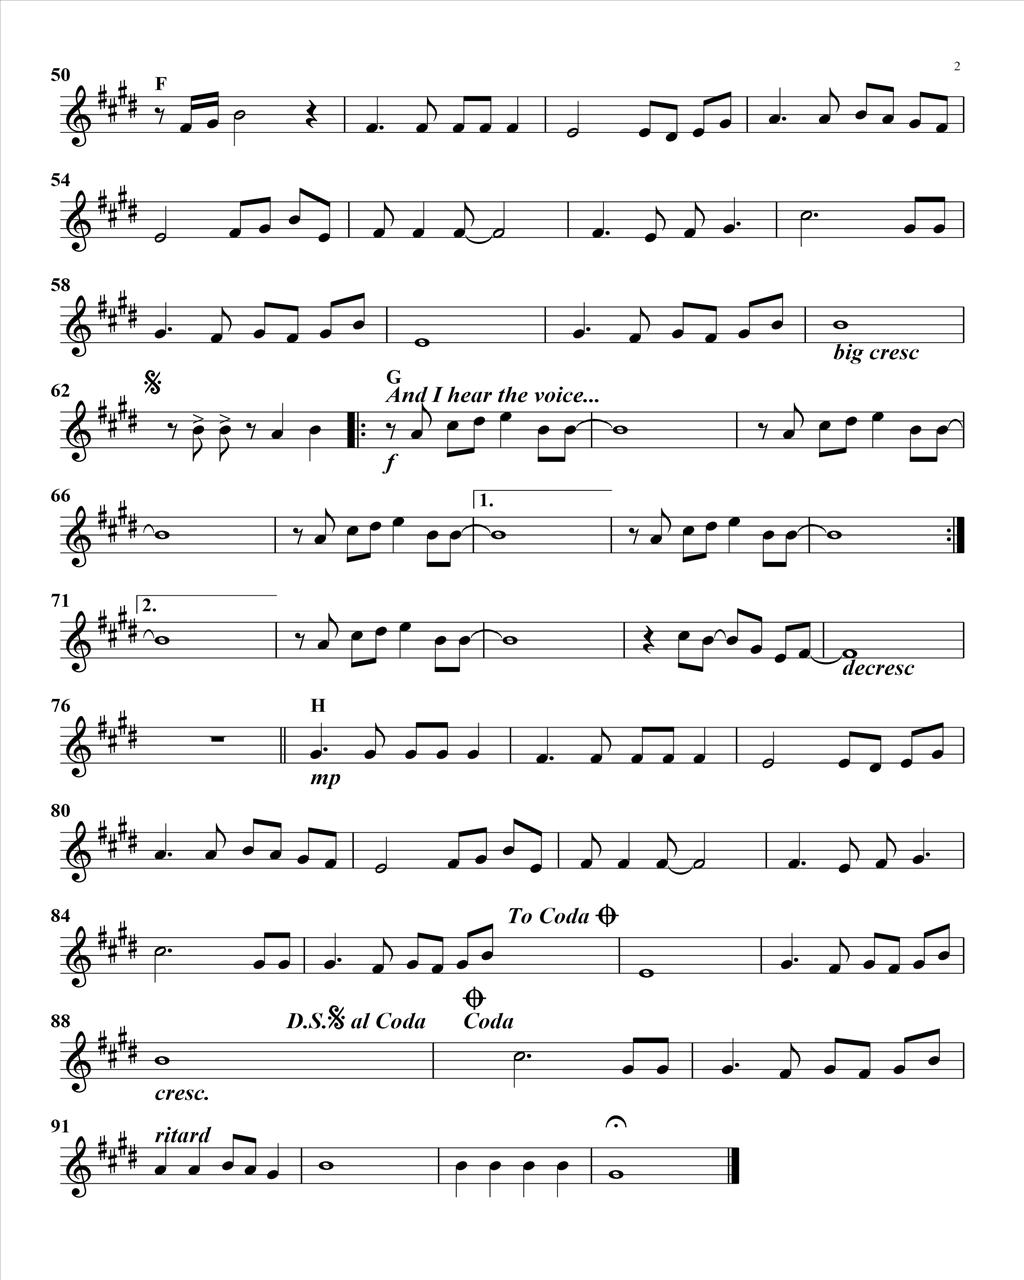 2
50
F
54
58
big cresc
62
G
And I hear the voice...
f
66
1.
71
2.
decresc
76
H
mp
80
84
To Coda
88
D.S. al Coda
Coda
cresc.
91
ritard